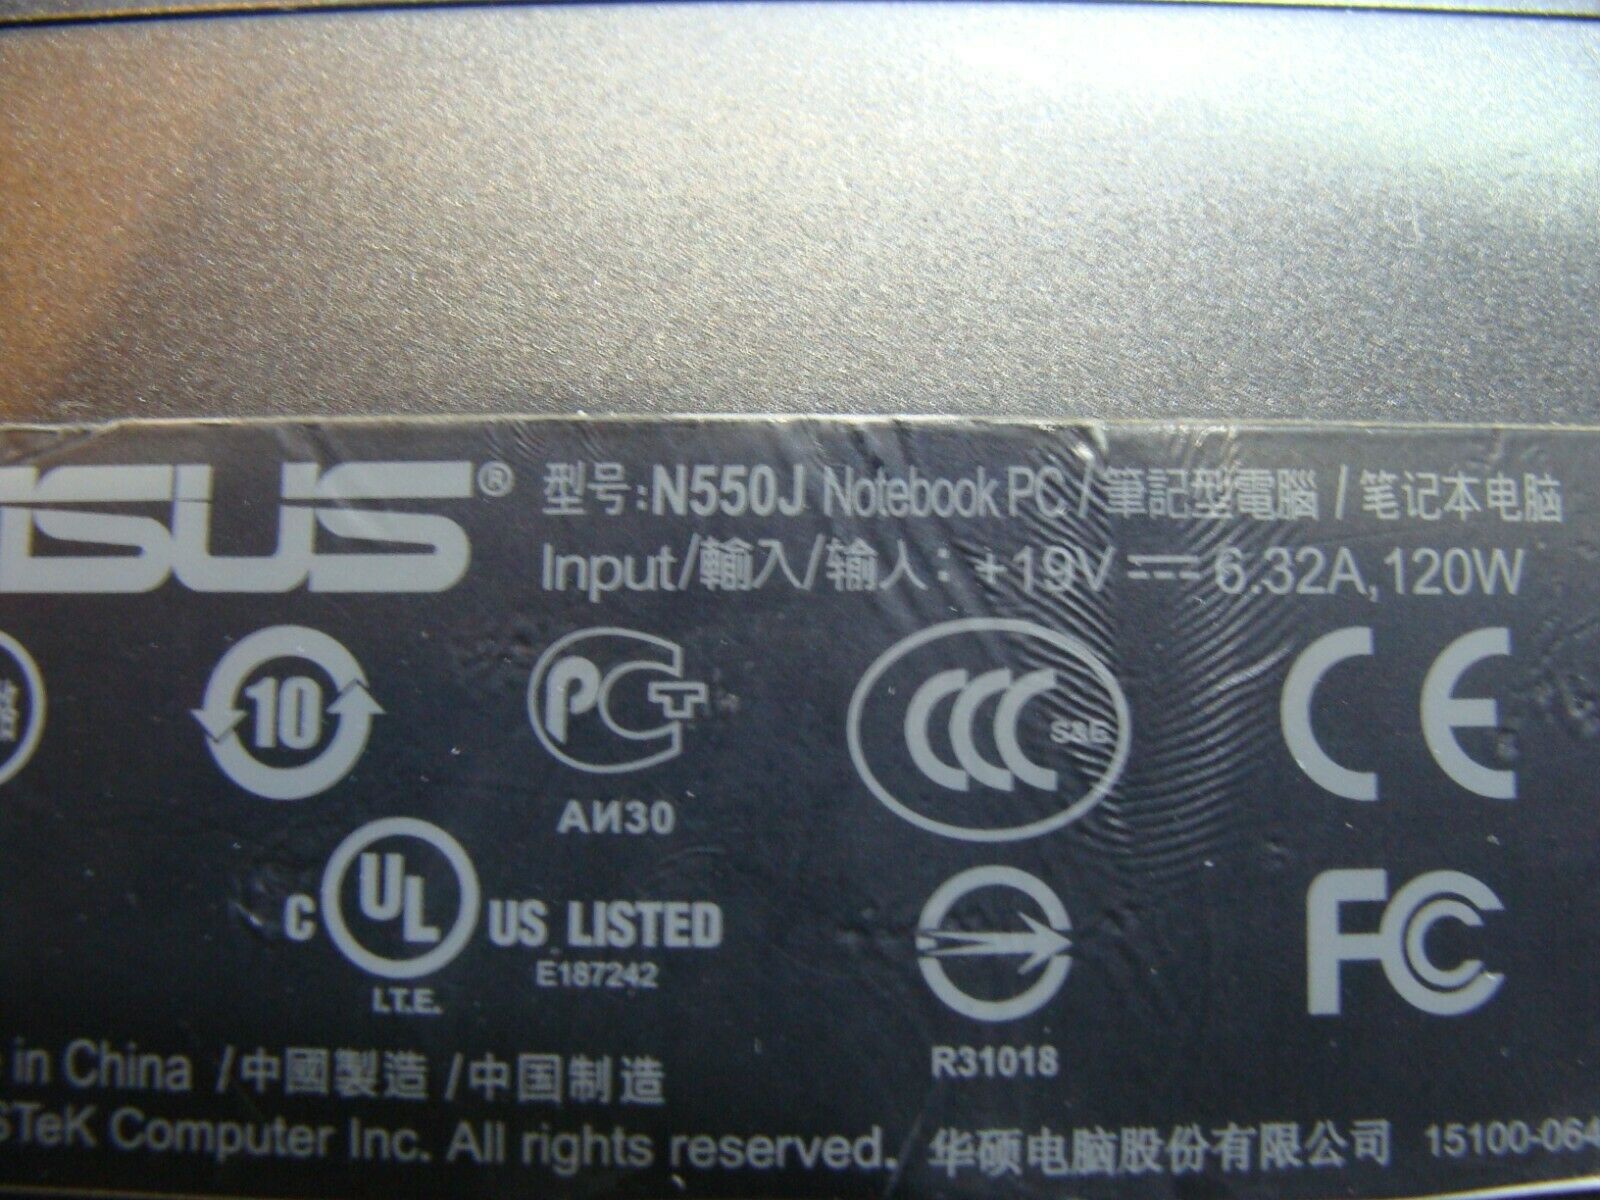 ASUS® 型号:N550J Notebook PC / 筆記型電腦 / 笔记本电脑
Input/輸入/输入: +19V ⎓ 6.32A, 120W
10
РСТ
CCC
S&E
CE
АИ30
c UL US LISTED
E187242
I.T.E.
FC
R31018
in China /中國製造 /中国制造
STeK Computer Inc. All rights reserved. 华硕电脑股份有限公司 15100-064